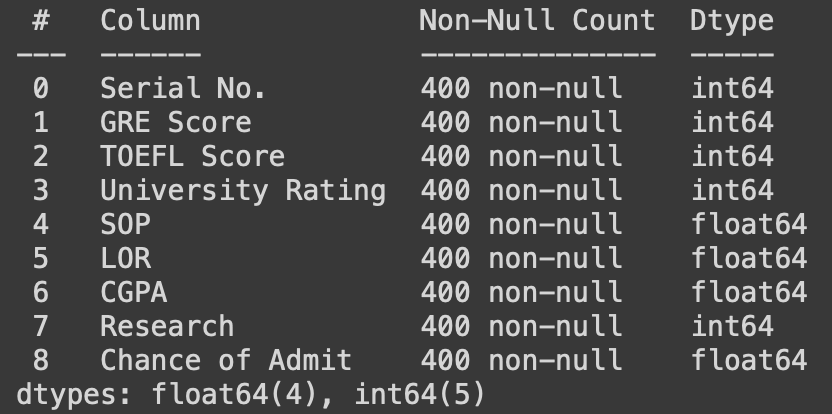 #   Column             Non-Null Count  Dtype
---  ------             --------------  -----
0   Serial No.         400 non-null    int64
1   GRE Score          400 non-null    int64
2   TOEFL Score        400 non-null    int64
3   University Rating  400 non-null    int64
4   SOP                400 non-null    float64
5   LOR                400 non-null    float64
6   CGPA               400 non-null    float64
7   Research           400 non-null    int64
8   Chance of Admit    400 non-null    float64
dtypes: float64(4), int64(5)